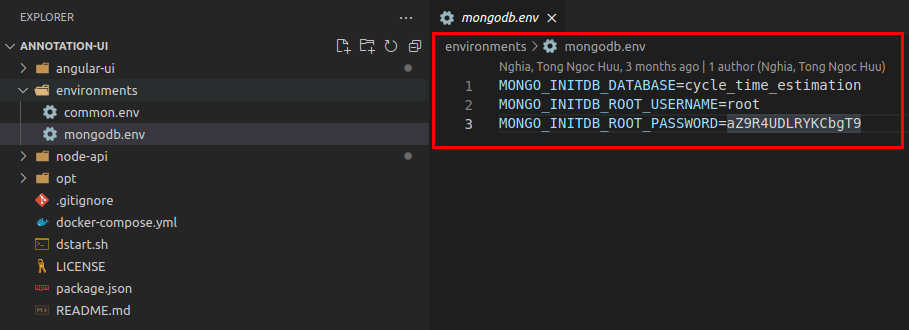 EXPLORER
ANNOTATION-UI
angular-ui
environments
common.env
mongodb.env
node-api
opt
.gitignore
docker-compose.yml
dstart.sh
LICENSE
package.json
README.md
mongodb.env
environments > mongodb.env
Nghia, Tong Ngoc Huu, 3 months ago | 1 author (Nghia, Tong Ngoc Huu)
1 MONGO_INITDB_DATABASE=cycle_time_estimation
2 MONGO_INITDB_ROOT_USERNAME=root
3 MONGO_INITDB_ROOT_PASSWORD=aZ9R4UDLRYKCbgT9